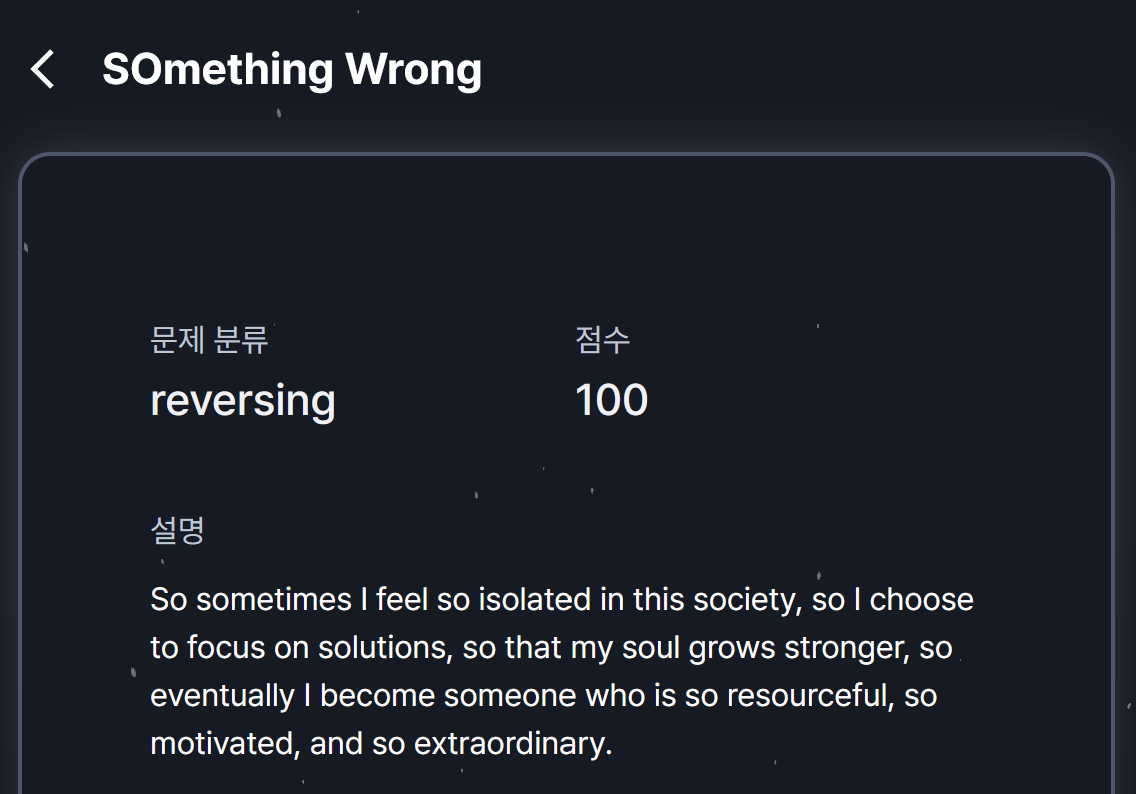 SOmething Wrong
문제 분류
점수
reversing
100
설명
So sometimes I feel so isolated in this society, so I choose
to focus on solutions, so that my soul grows stronger, so
eventually I become someone who is so resourceful, so
motivated, and so extraordinary.